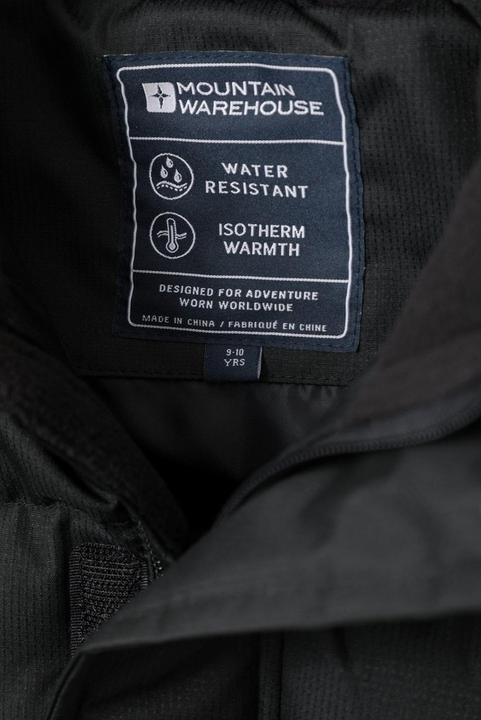 MOUNTAIN
WAREHOUSE
WATER
RESISTANT
ISOTHERM
WARMTH
DESIGNED FOR ADVENTURE
WORN WORLDWIDE
MADE IN CHINA / FABRIQUÉ EN CHINE
9-10
YRS